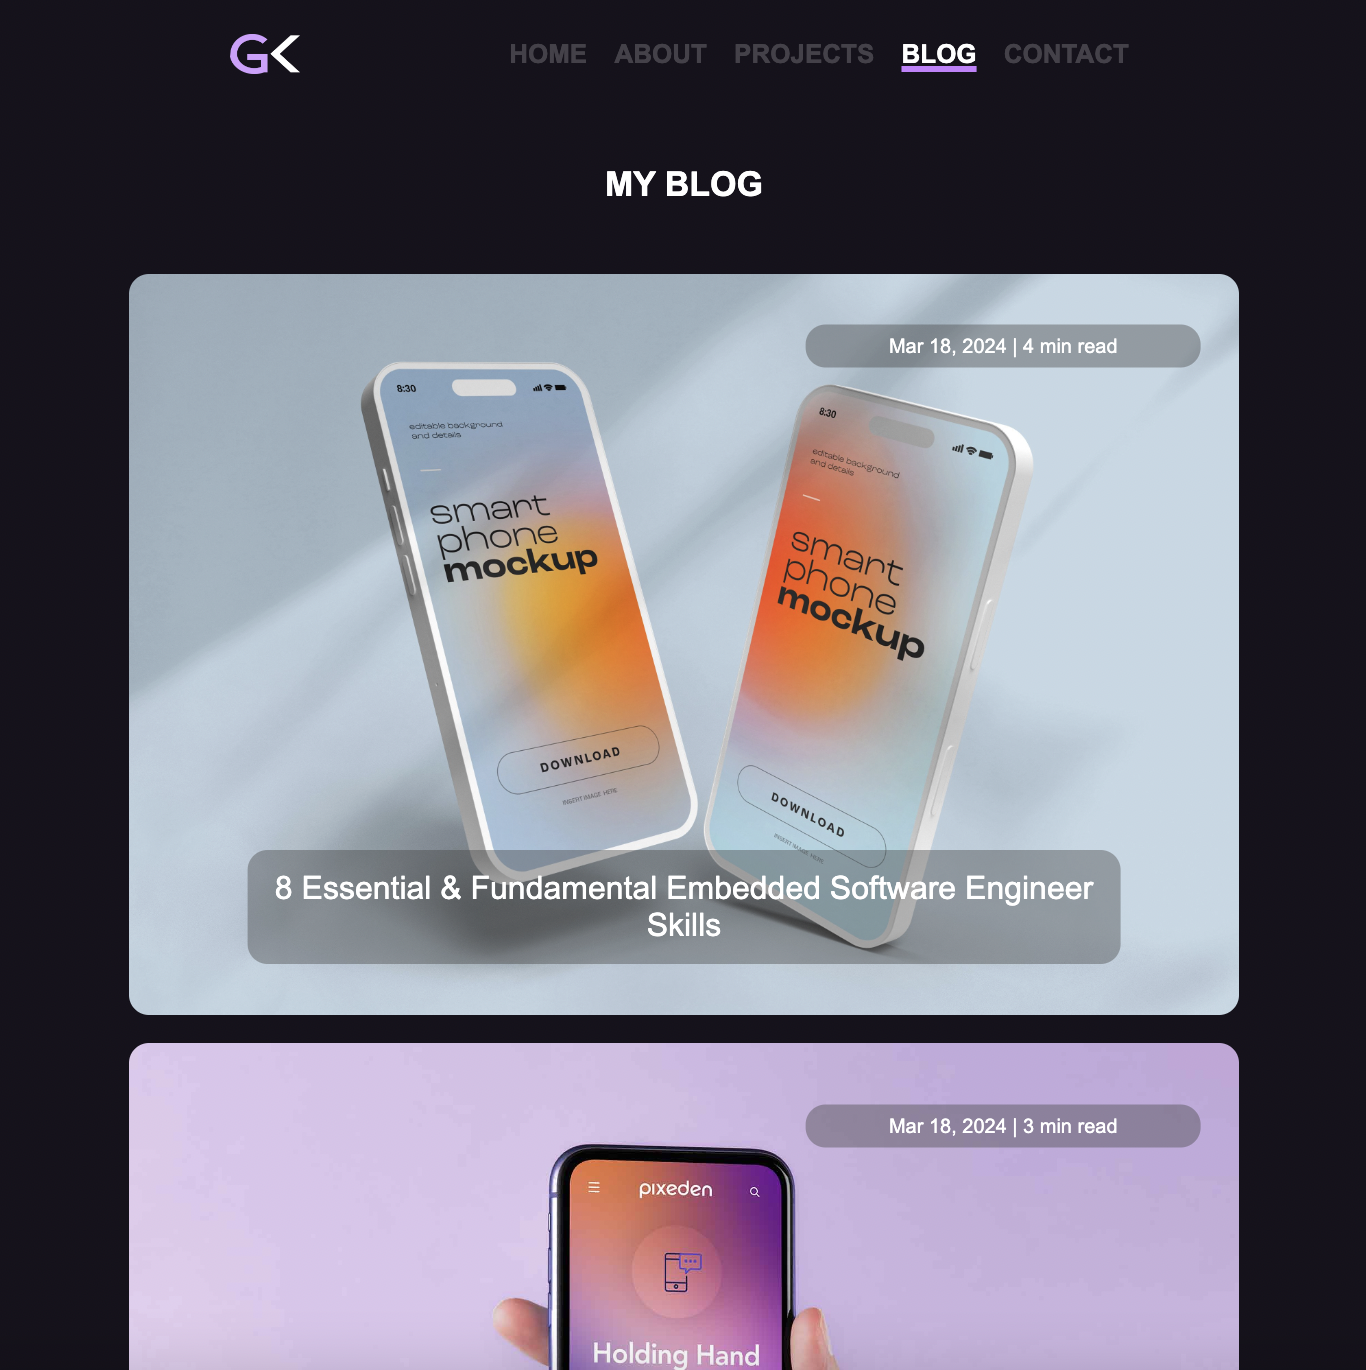 GK
HOME ABOUT PROJECTS BLOG CONTACT
MY BLOG
Mar 18, 2024 | 4 min read
8:30
editable background
and details
smart
phone
mockup
DOWNLOAD
INSERT IMAGE HERE
8:30
editable background
and details
smart
phone
mockup
DOWNLOAD
INSERT IMAGE HERE
8 Essential & Fundamental Embedded Software Engineer
Skills
Mar 18, 2024 | 3 min read
pixeden
Holding Hand